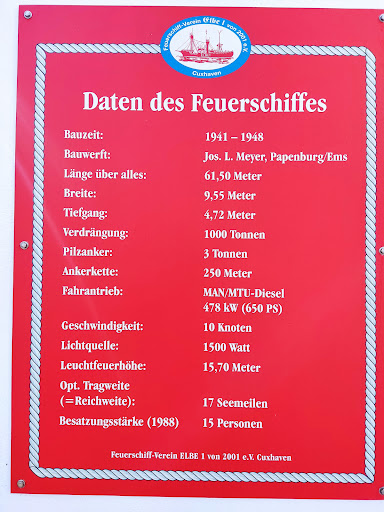 Feuerschiff-Verein Elbe 1 von 2001 e.V.
Cuxhaven
Daten des Feuerschiffes
Bauzeit: 1941 – 1948
Bauwerft: Jos. L. Meyer, Papenburg/Ems
Länge über alles: 61,50 Meter
Breite: 9,55 Meter
Tiefgang: 4,72 Meter
Verdrängung: 1000 Tonnen
Pilzanker: 3 Tonnen
Ankerkette: 250 Meter
Fahrantrieb: MAN/MTU-Diesel
478 kW (650 PS)
Geschwindigkeit: 10 Knoten
Lichtquelle: 1500 Watt
Leuchtfeuerhöhe: 15,70 Meter
Opt. Tragweite
(=Reichweite): 17 Seemeilen
Besatzungsstärke (1988) 15 Personen
Feuerschiff-Verein ELBE 1 von 2001 e.V. Cuxhaven